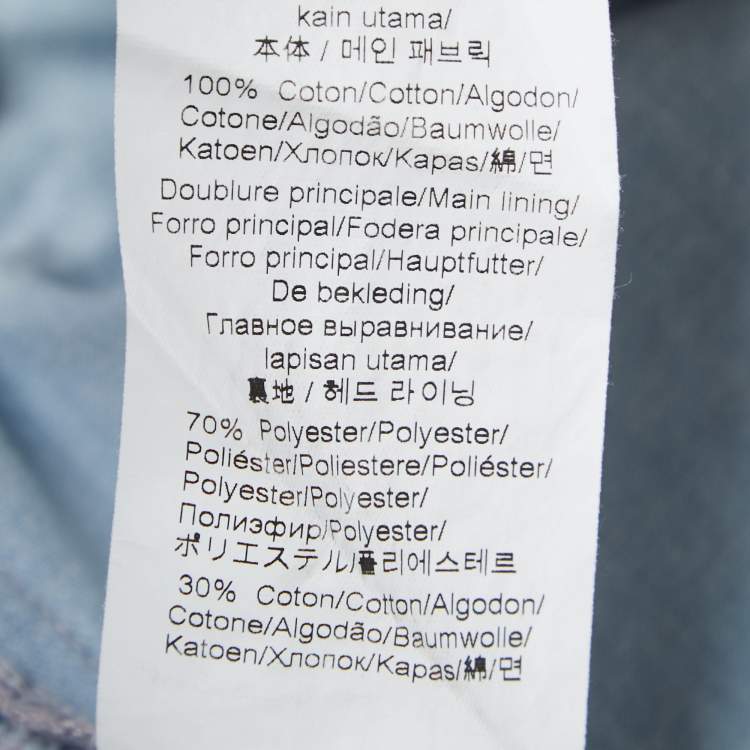 kain utama/
本体 / 메인 패브릭
100% Coton/Cotton/Algodon/
Cotone/Algodão/Baumwolle/
Katoen/Хлопок/Kapas/綿/면
Doublure principale/Main lining/
Forro principal/Fodera principale/
Forro principal/Hauptfutter/
De bekleding/
Главное выравнивание/
lapisan utama/
裏地 / 헤드 라이닝
70% Polyester/Polyester/
Poliéster/Poliestere/Poliéster/
Polyester/Polyester/
Полиэфир/Polyester/
ポリエステル/폴리에스테르
30% Coton/Cotton/Algodon/
Cotone/Algodão/Baumwolle/
Katoen/Хлопок/Kapas/綿/면